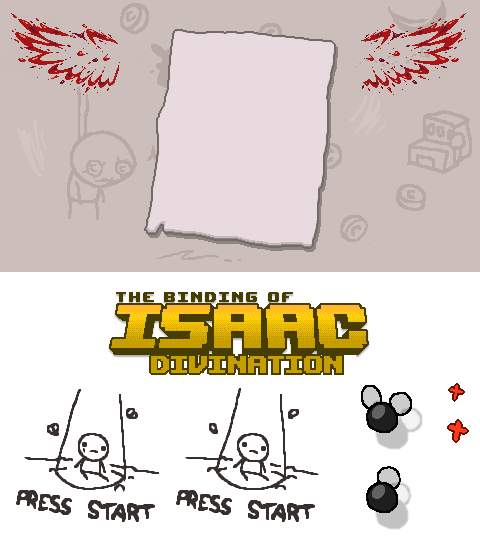 THE BINDING OF
ISAAC
DIVINATION
PRESS START
PRESS START